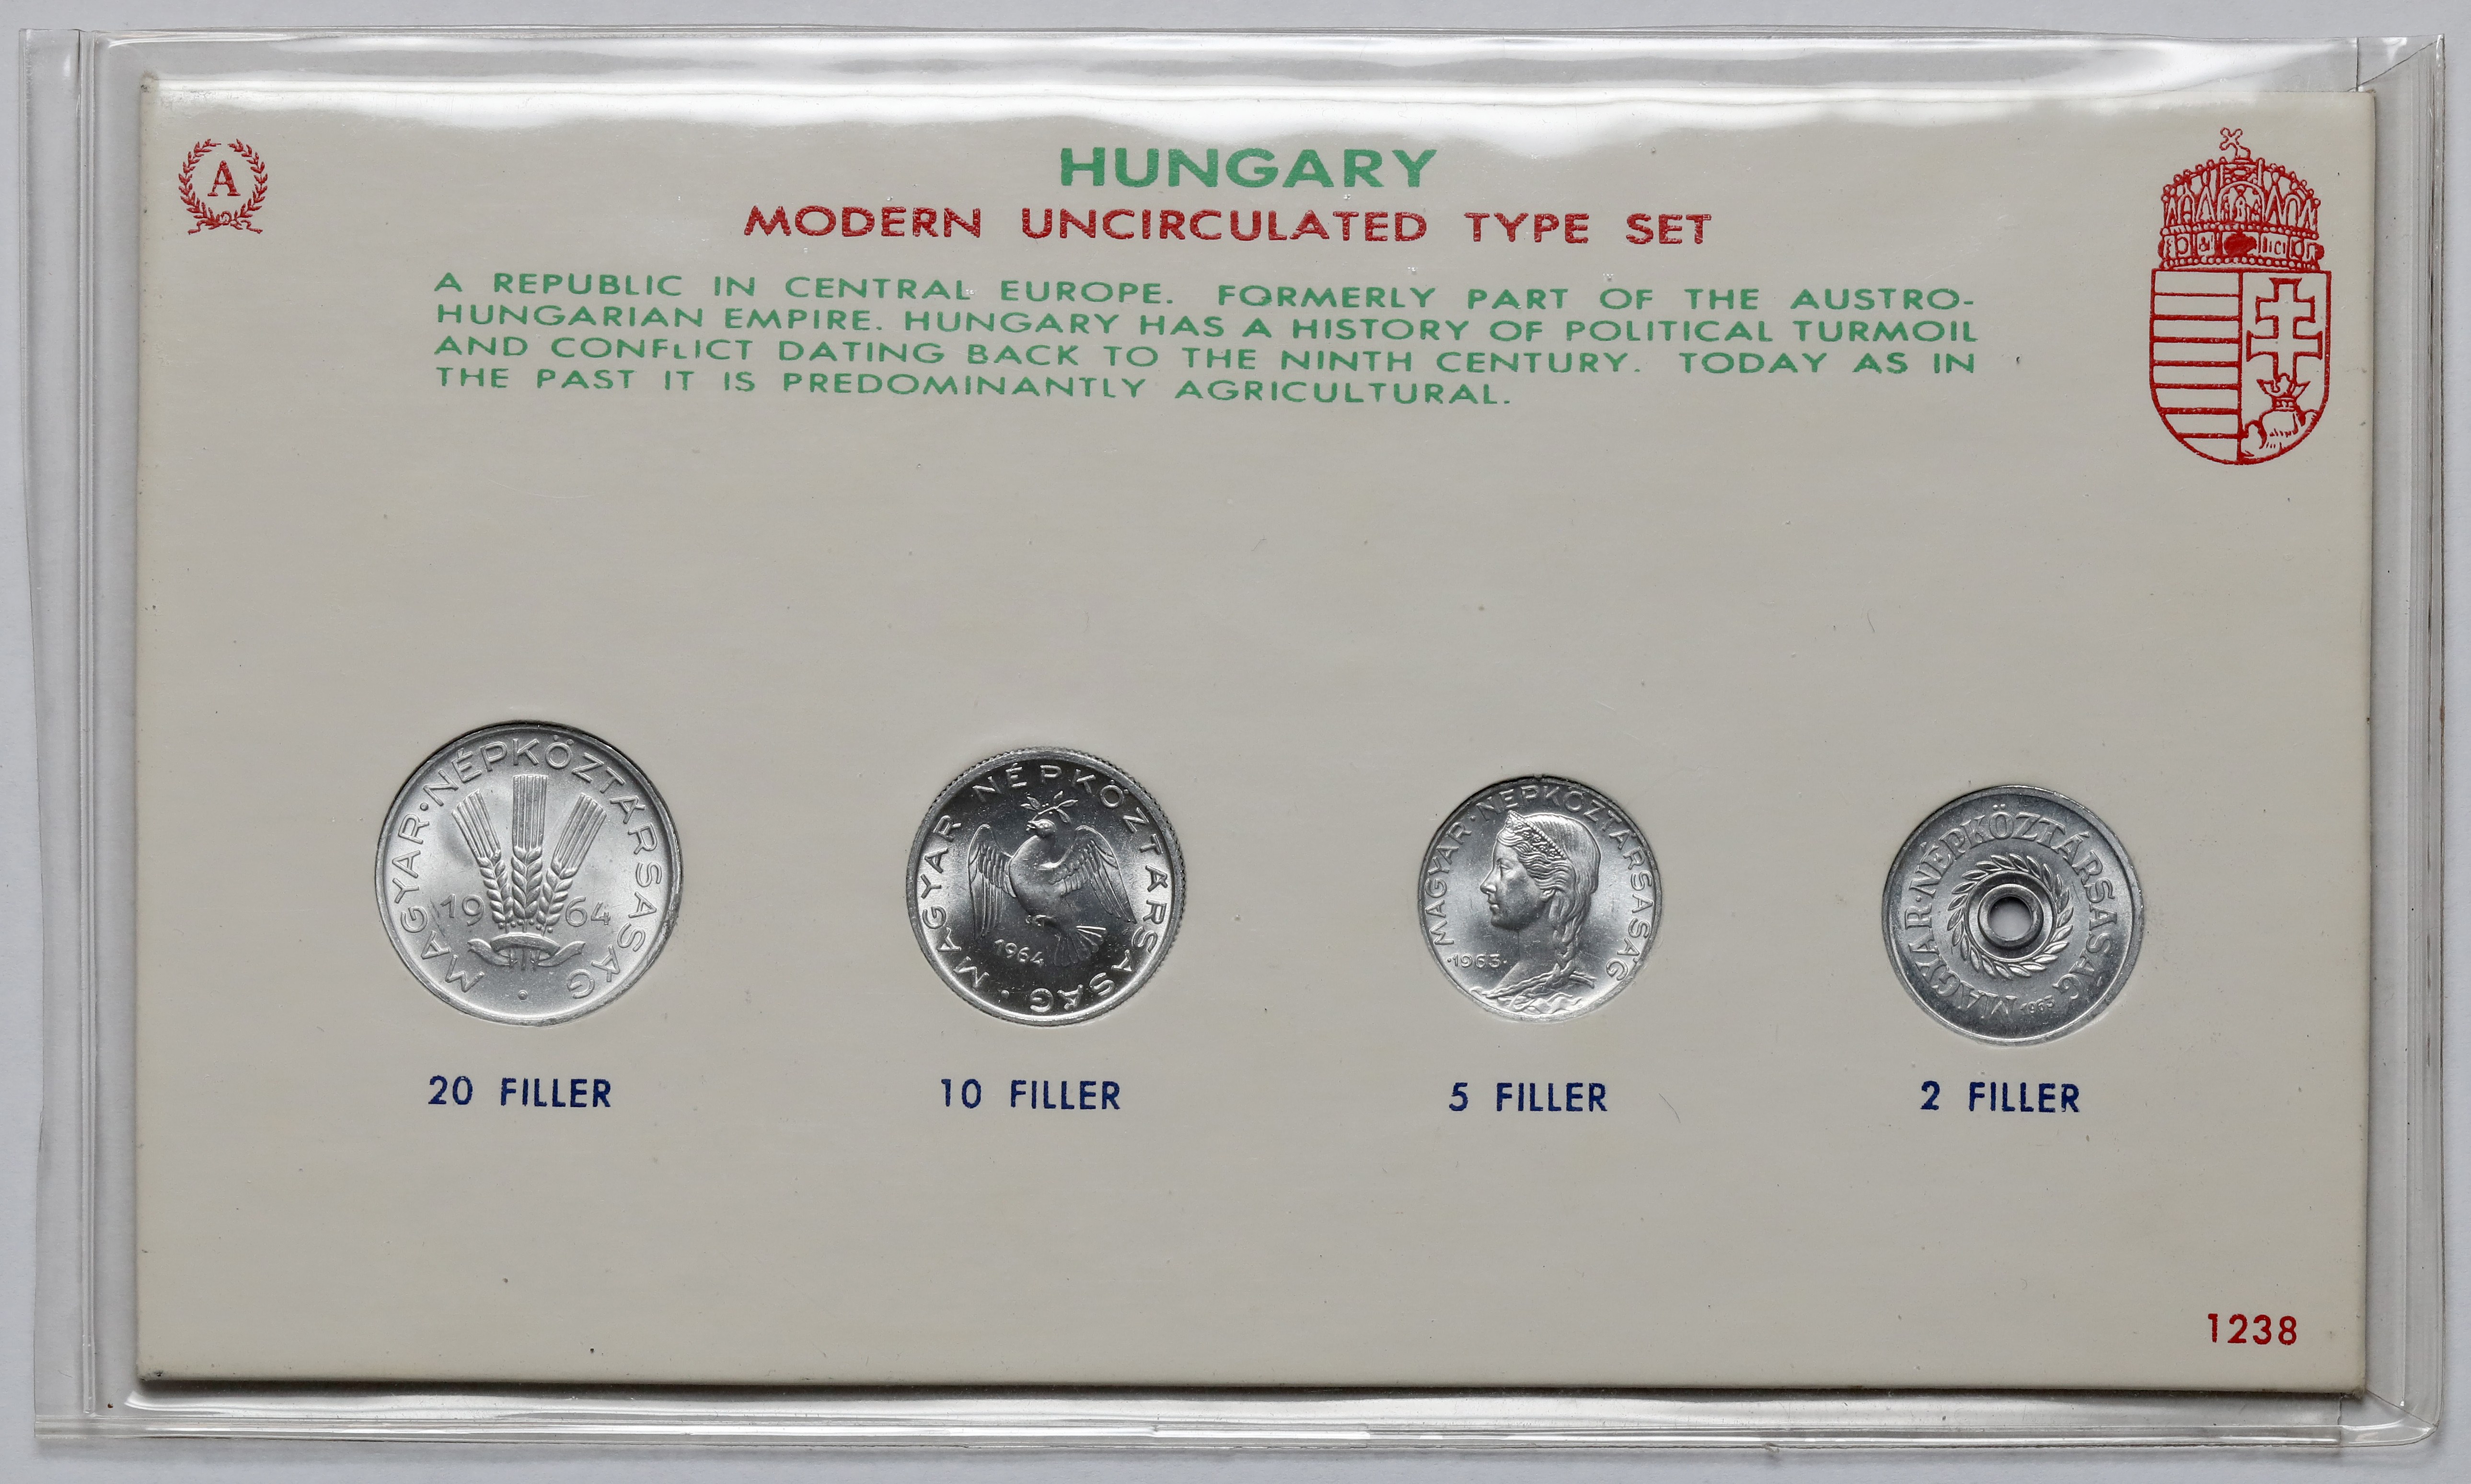 A
HUNGARY
MODERN UNCIRCULATED TYPE SET
A REPUBLIC IN CENTRAL EUROPE. FORMERLY PART OF THE AUSTRO-
HUNGARIAN EMPIRE. HUNGARY HAS A HISTORY OF POLITICAL TURMOIL
AND CONFLICT DATING BACK TO THE NINTH CENTURY. TODAY AS IN
THE PAST IT IS PREDOMINANTLY AGRICULTURAL.
MAGYAR·NÉPKÖZTÁRSASÁG
1964
MAGYAR NÉPKÖZTÁRSASÁG ·
1964
MAGYAR·NÉPKÖZTÁRSASÁG
·1963·
MAGYAR·NÉPKÖZTÁRSASÁG
1963
20 FILLER
10 FILLER
5 FILLER
2 FILLER
1238